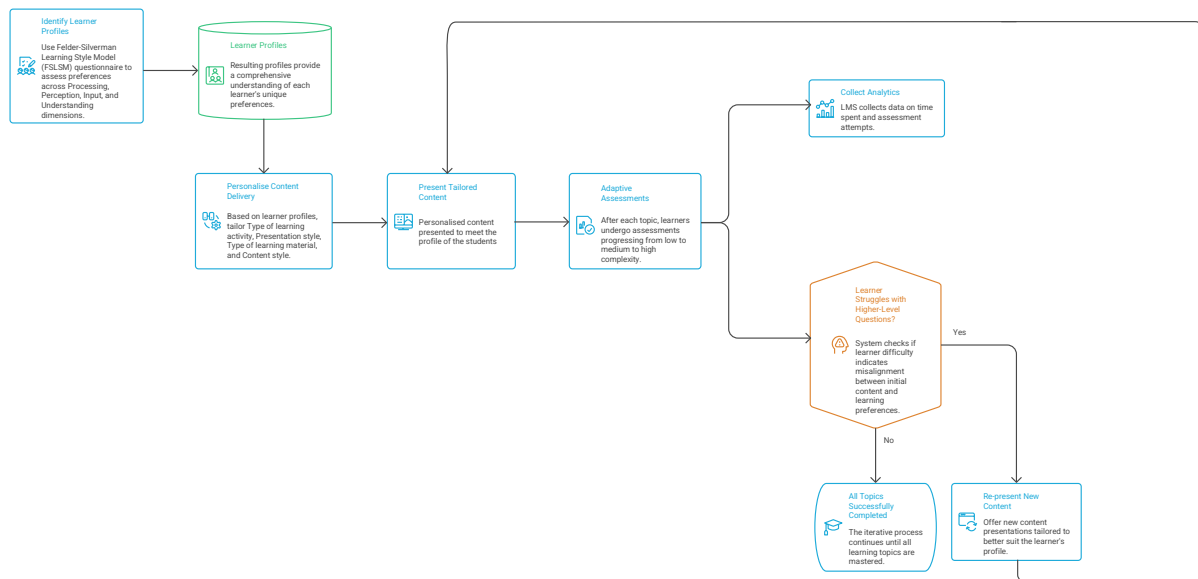 Identify Learner
Profiles
Use Felder-Silverman
Learning Style Model
(FSLSM) questionnaire to
assess preferences
across Processing,
Perception, Input, and
Understanding
dimensions.
Learner Profiles
Resulting profiles provide
a comprehensive
understanding of each
learner's unique
preferences.
Personalise Content
Delivery
Based on learner profiles,
tailor Type of learning
activity, Presentation style,
Type of learning material,
and Content style.
Present Tailored
Content
Personalised content
presented to meet the
profile of the students
Adaptive
Assessments
After each topic, learners
undergo assessments
progressing from low to
medium to high
complexity.
Collect Analytics
LMS collects data on time
spent and assessment
attempts.
Learner
Struggles with
Higher-Level
Questions?
System checks if
learner difficulty
indicates
misalignment
between initial
content and
learning
preferences.
Yes
No
All Topics
Successfully
Completed
The iterative process
continues until all
learning topics are
mastered.
Re-present New
Content
Offer new content
presentations tailored to
better suit the learner's
profile.